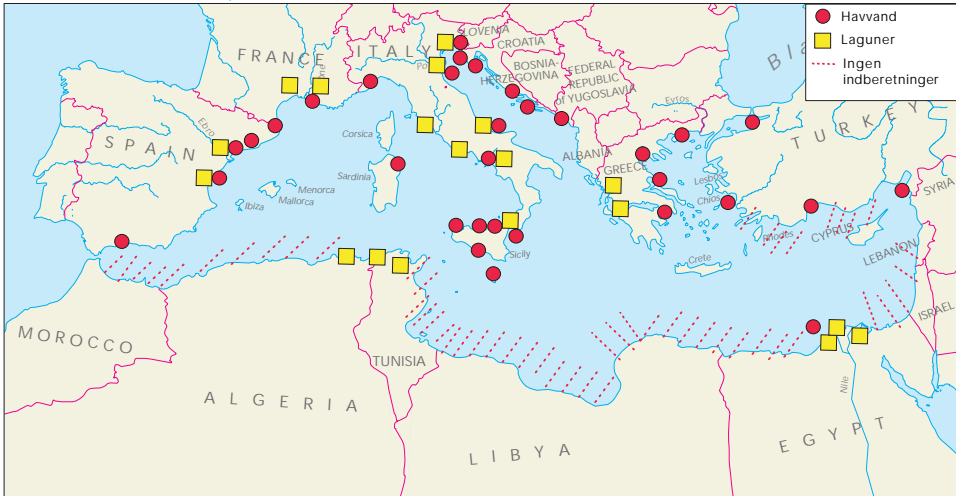 Havvand
Laguner
Ingen
indberetninger
SLOVENIA
CROATIA
FRANCE
ITALY
Po
BOSNIA-
HERZEGOVINA
FEDERAL
REPUBLIC
of YUGOSLAVIA
Evros
TURKEY
Ebro
SPAIN
Corsica
Sardinia
Menorca
Mallorca
Ibiza
ALBANIA
GREECE
Lesbos
Chios
Rhodes
CYPRUS
SYRIA
LEBANON
ISRAEL
Sicily
Crete
MOROCCO
TUNISIA
ALGERIA
LIBYA
EGYPT
Nile